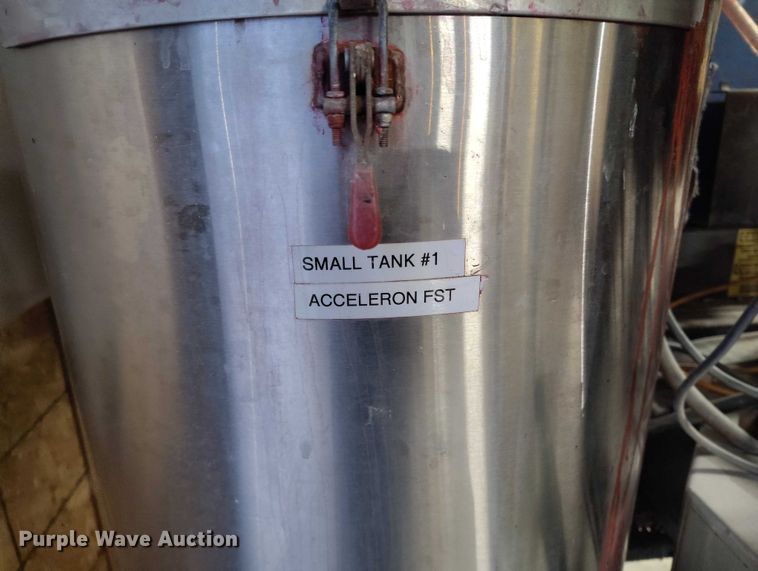 SMALL TANK #1
ACCELERON FST
Purple Wave Auction